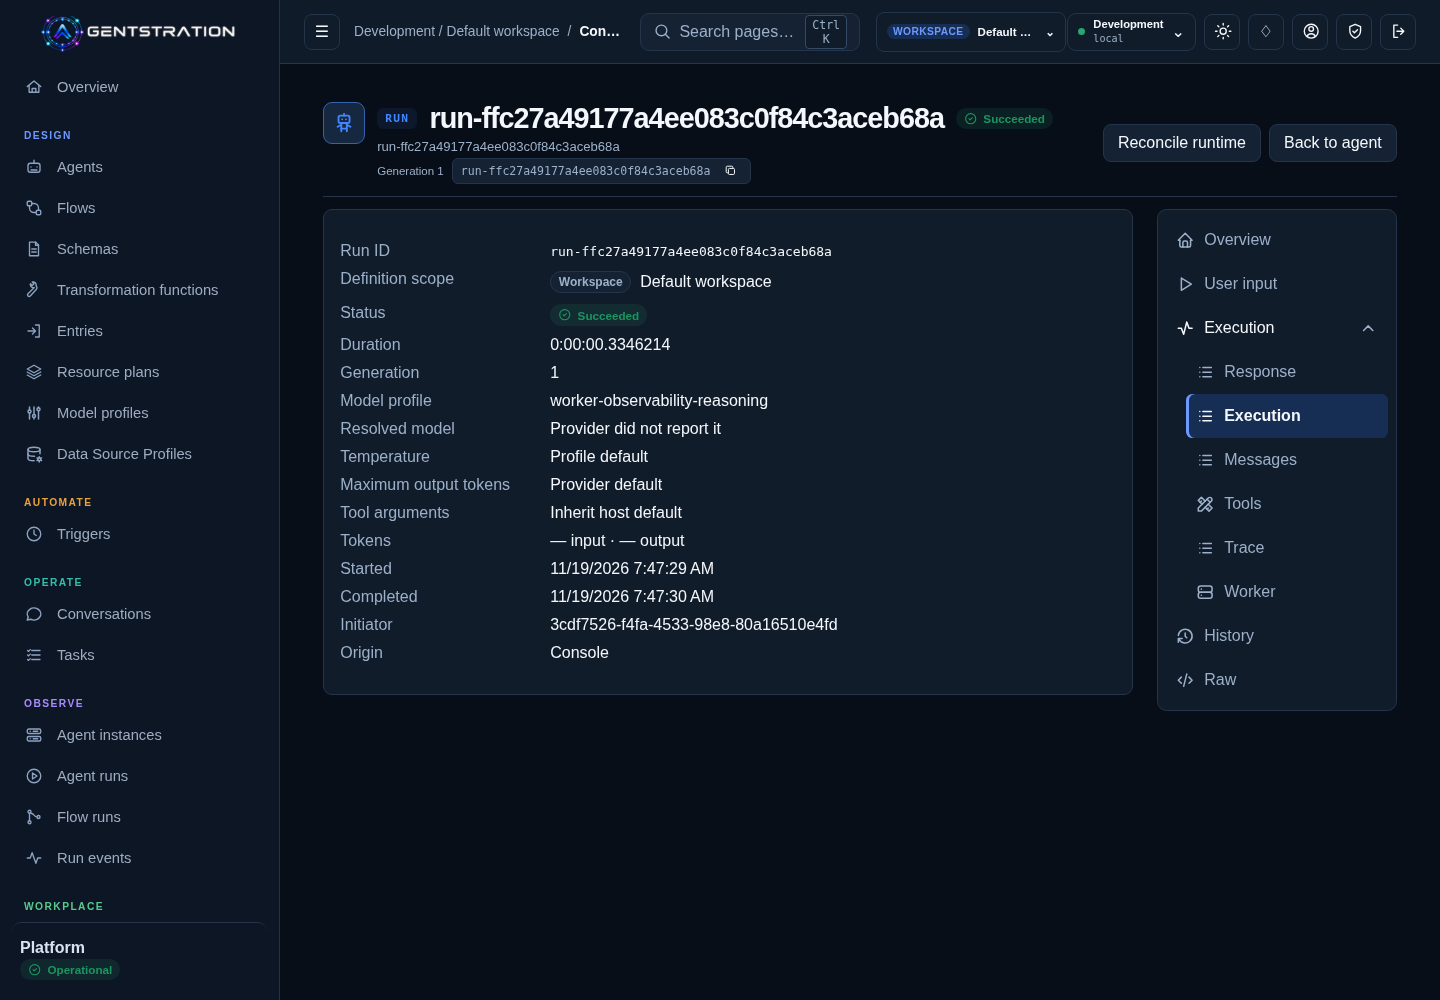 GENTSTRATION
Overview
DESIGN
Agents
Flows
Schemas
Transformation functions
Entries
Resource plans
Model profiles
Data Source Profiles
AUTOMATE
Triggers
OPERATE
Conversations
Tasks
OBSERVE
Agent instances
Agent runs
Flow runs
Run events
WORKPLACE
Platform
Operational
Development / Default workspace / Con…
Search pages…
Ctrl K
WORKSPACE Default …
Development
local
RUN run-ffc27a49177a4ee083c0f84c3aceb68a Succeeded
run-ffc27a49177a4ee083c0f84c3aceb68a
Generation 1 run-ffc27a49177a4ee083c0f84c3aceb68a
Reconcile runtime
Back to agent
Run ID run-ffc27a49177a4ee083c0f84c3aceb68a
Definition scope Workspace Default workspace
Status Succeeded
Duration 0:00:00.3346214
Generation 1
Model profile worker-observability-reasoning
Resolved model Provider did not report it
Temperature Profile default
Maximum output tokens Provider default
Tool arguments Inherit host default
Tokens — input · — output
Started 11/19/2026 7:47:29 AM
Completed 11/19/2026 7:47:30 AM
Initiator 3cdf7526-f4fa-4533-98e8-80a16510e4fd
Origin Console
Overview
User input
Execution
Response
Execution
Messages
Tools
Trace
Worker
History
Raw